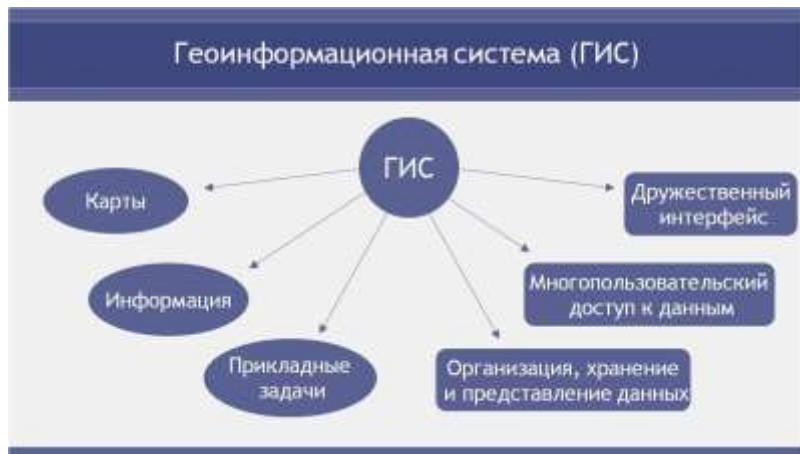 Геоинформационная система (ГИС)
ГИС
Карты
Информация
Прикладные
задачи
Дружественный
интерфейс
Многопользовательский
доступ к данным
Организация, хранение
и представление данных